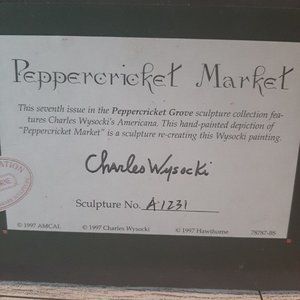 Peppercricket Market
This seventh issue in the Peppercricket Grove sculpture collection fea-
tures Charles Wysocki's Americana. This hand-painted depiction of
"Peppercricket Market" is a sculpture re-creating this Wysocki painting.
Charles Wysocki
Sculpture No. A1231
© 1997 AMCAL © 1997 Charles Wysocki © 1997 Hawthorne 78787-BS